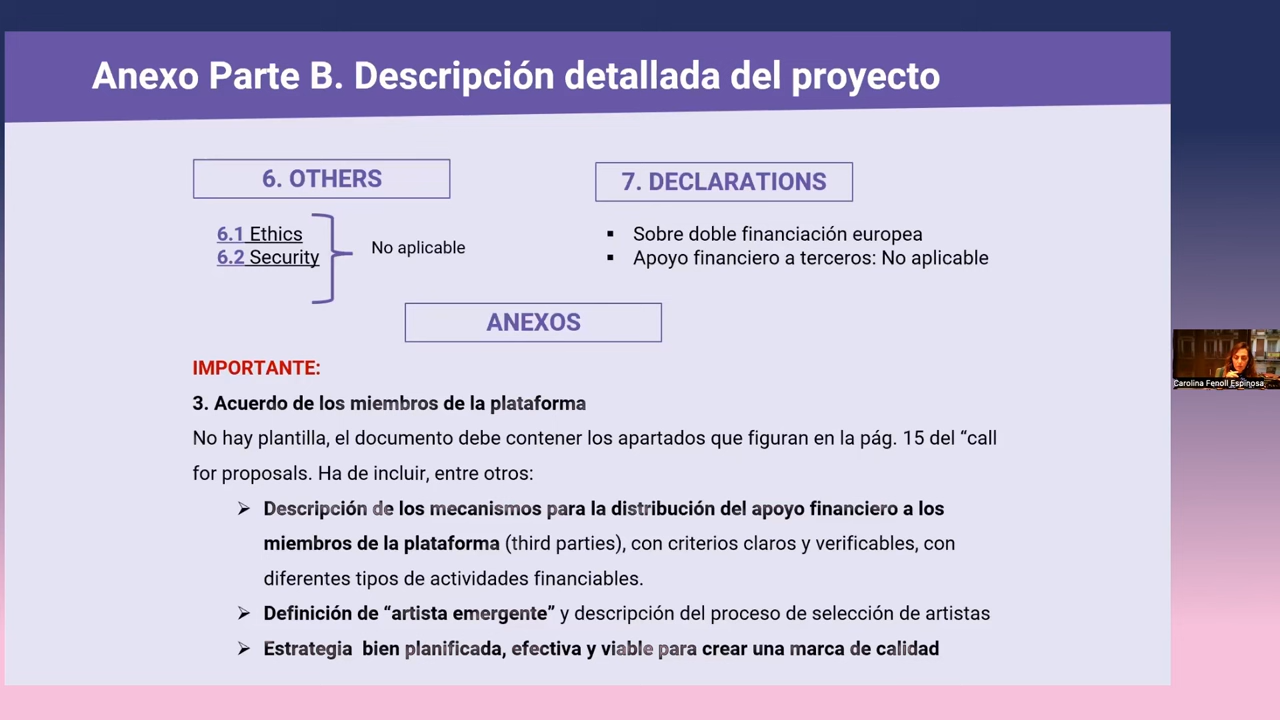 Anexo Parte B. Descripción detallada del proyecto
6. OTHERS
7. DECLARATIONS
6.1 Ethics
6.2 Security
No aplicable
▪ Sobre doble financiación europea
▪ Apoyo financiero a terceros: No aplicable
ANEXOS
IMPORTANTE:
3. Acuerdo de los miembros de la plataforma
No hay plantilla, el documento debe contener los apartados que figuran en la pág. 15 del “call
for proposals. Ha de incluir, entre otros:
➢ Descripción de los mecanismos para la distribución del apoyo financiero a los
miembros de la plataforma (third parties), con criterios claros y verificables, con
diferentes tipos de actividades financiables.
➢ Definición de “artista emergente” y descripción del proceso de selección de artistas
➢ Estrategia bien planificada, efectiva y viable para crear una marca de calidad
Carolina Fenoll Espinosa, ...